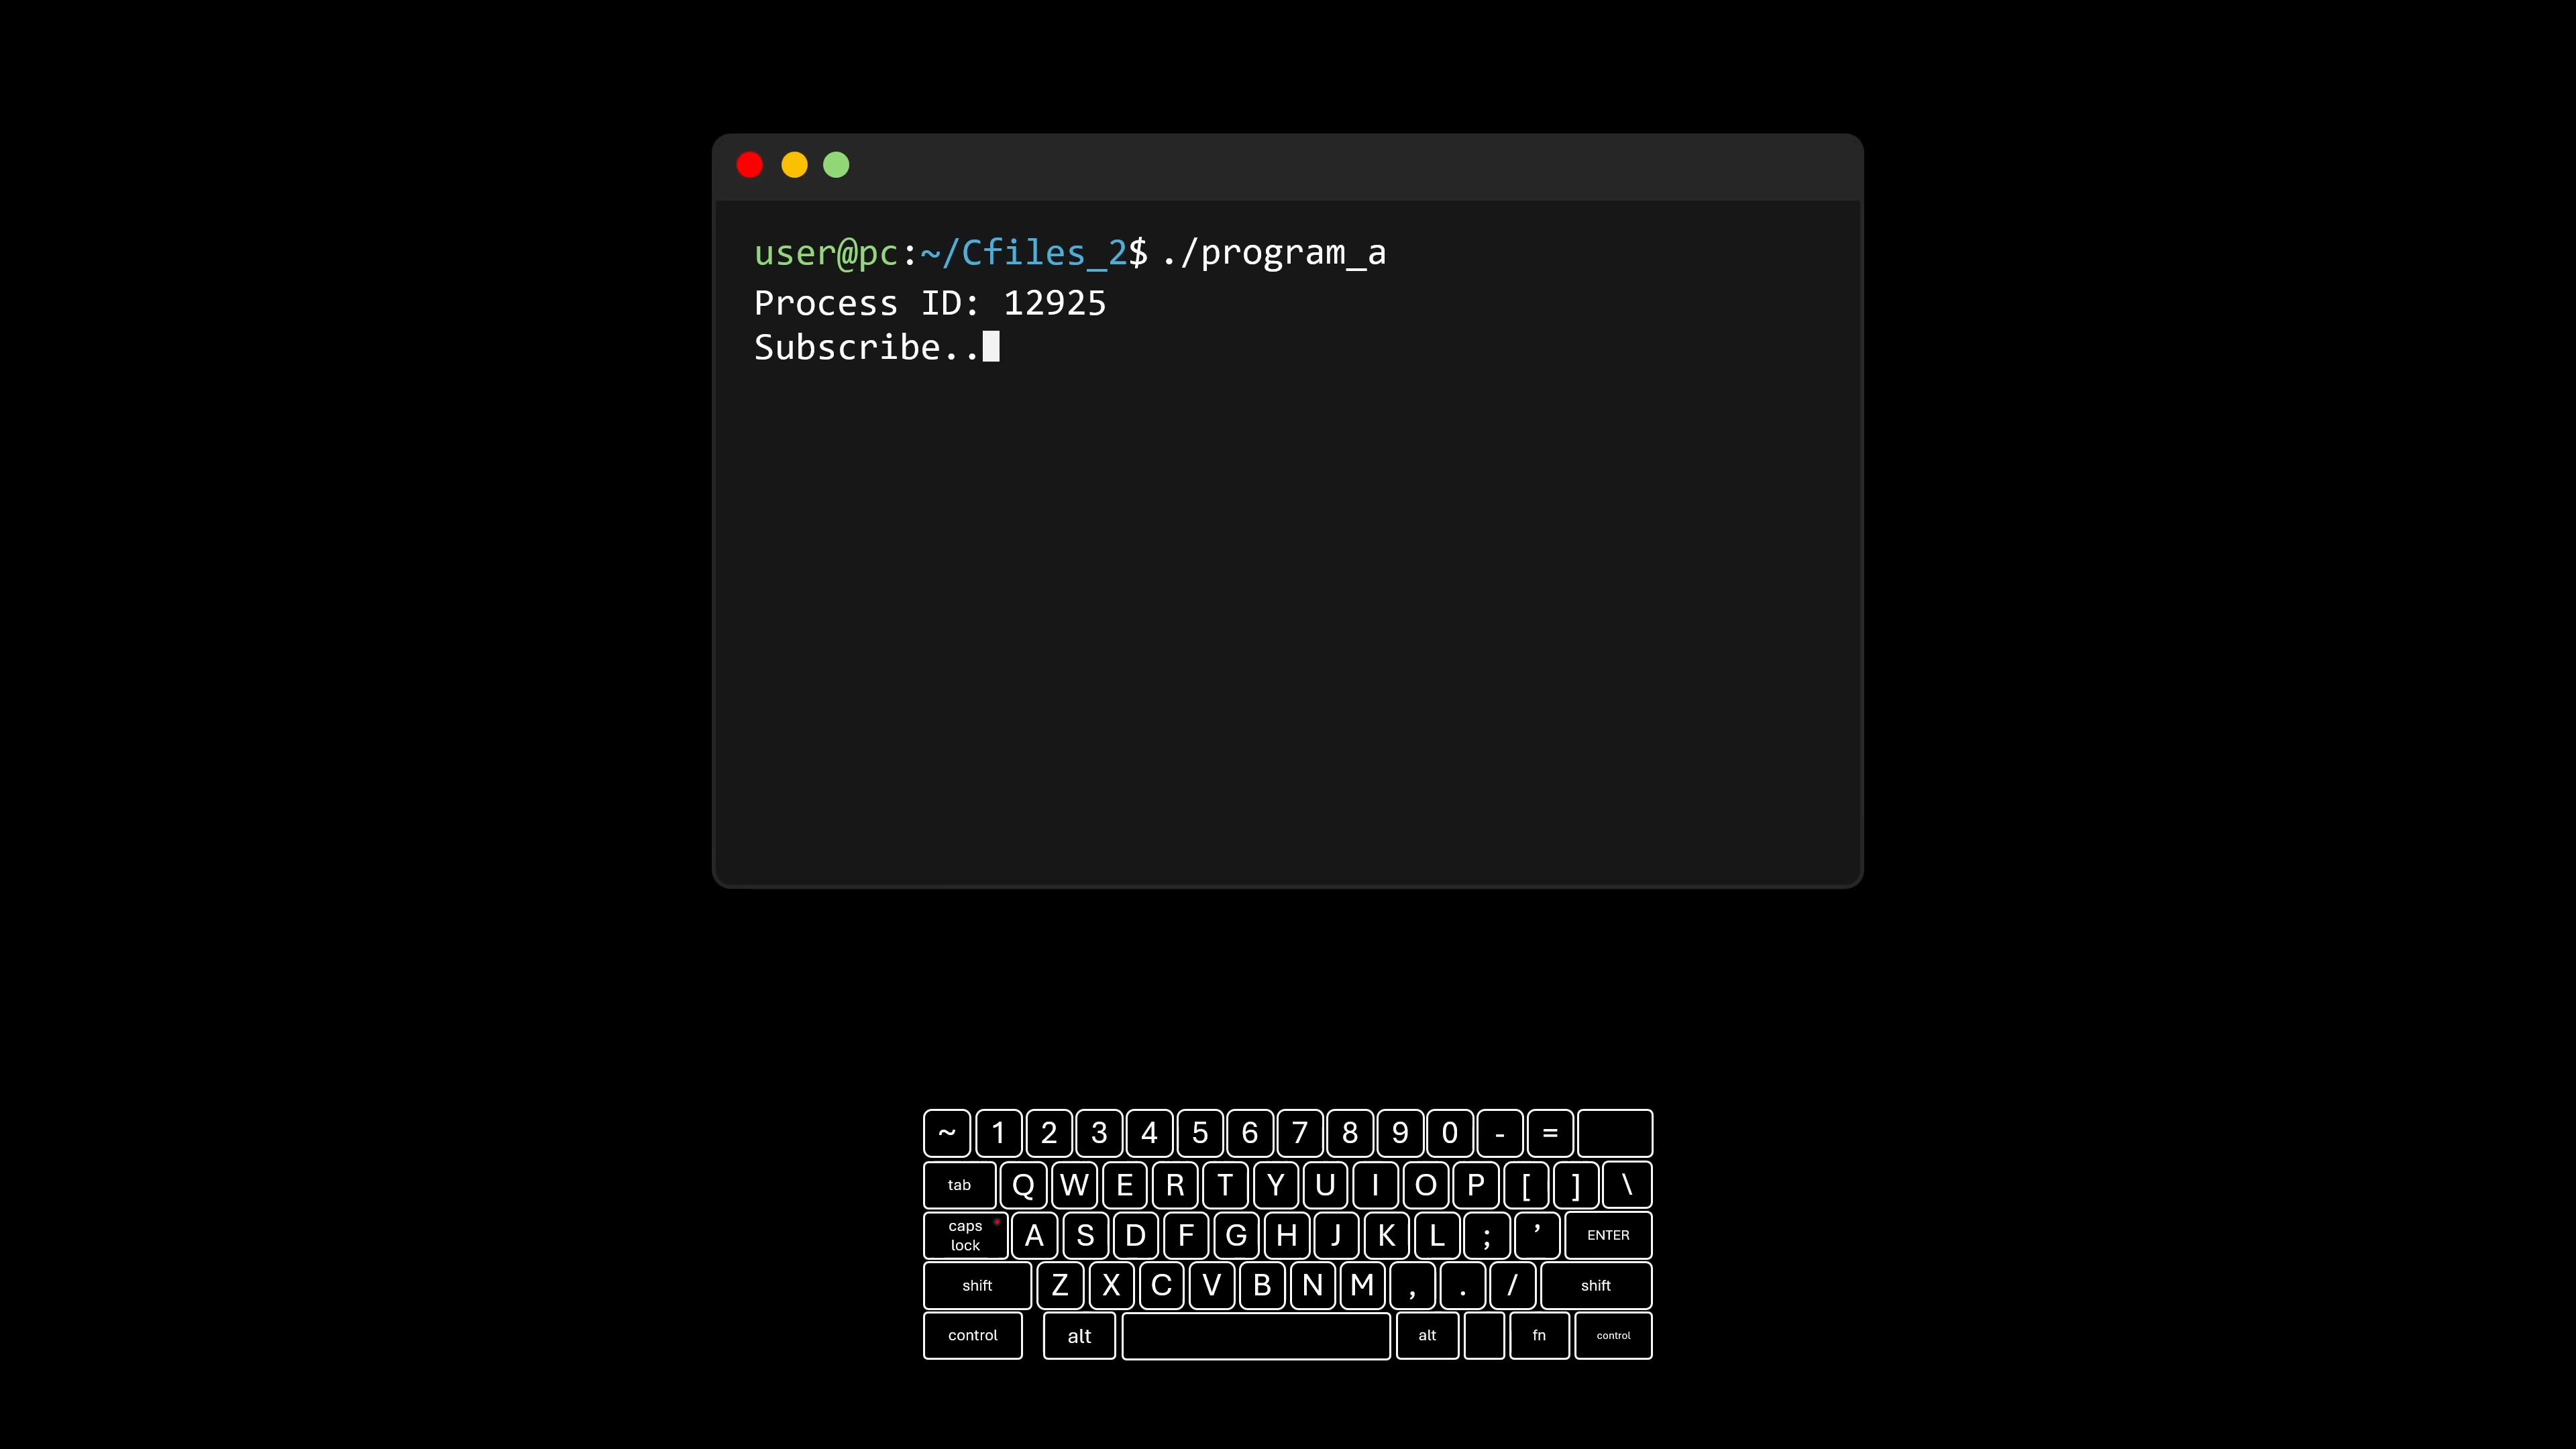 user@pc:~/Cfiles_2$ ./program_a
Process ID: 12925
Subscribe..
~ 1 2 3 4 5 6 7 8 9 0 - =
tab Q W E R T Y U I O P [ ] \
caps lock A S D F G H J K L ; ’ ENTER
shift Z X C V B N M , . / shift
control alt alt fn control